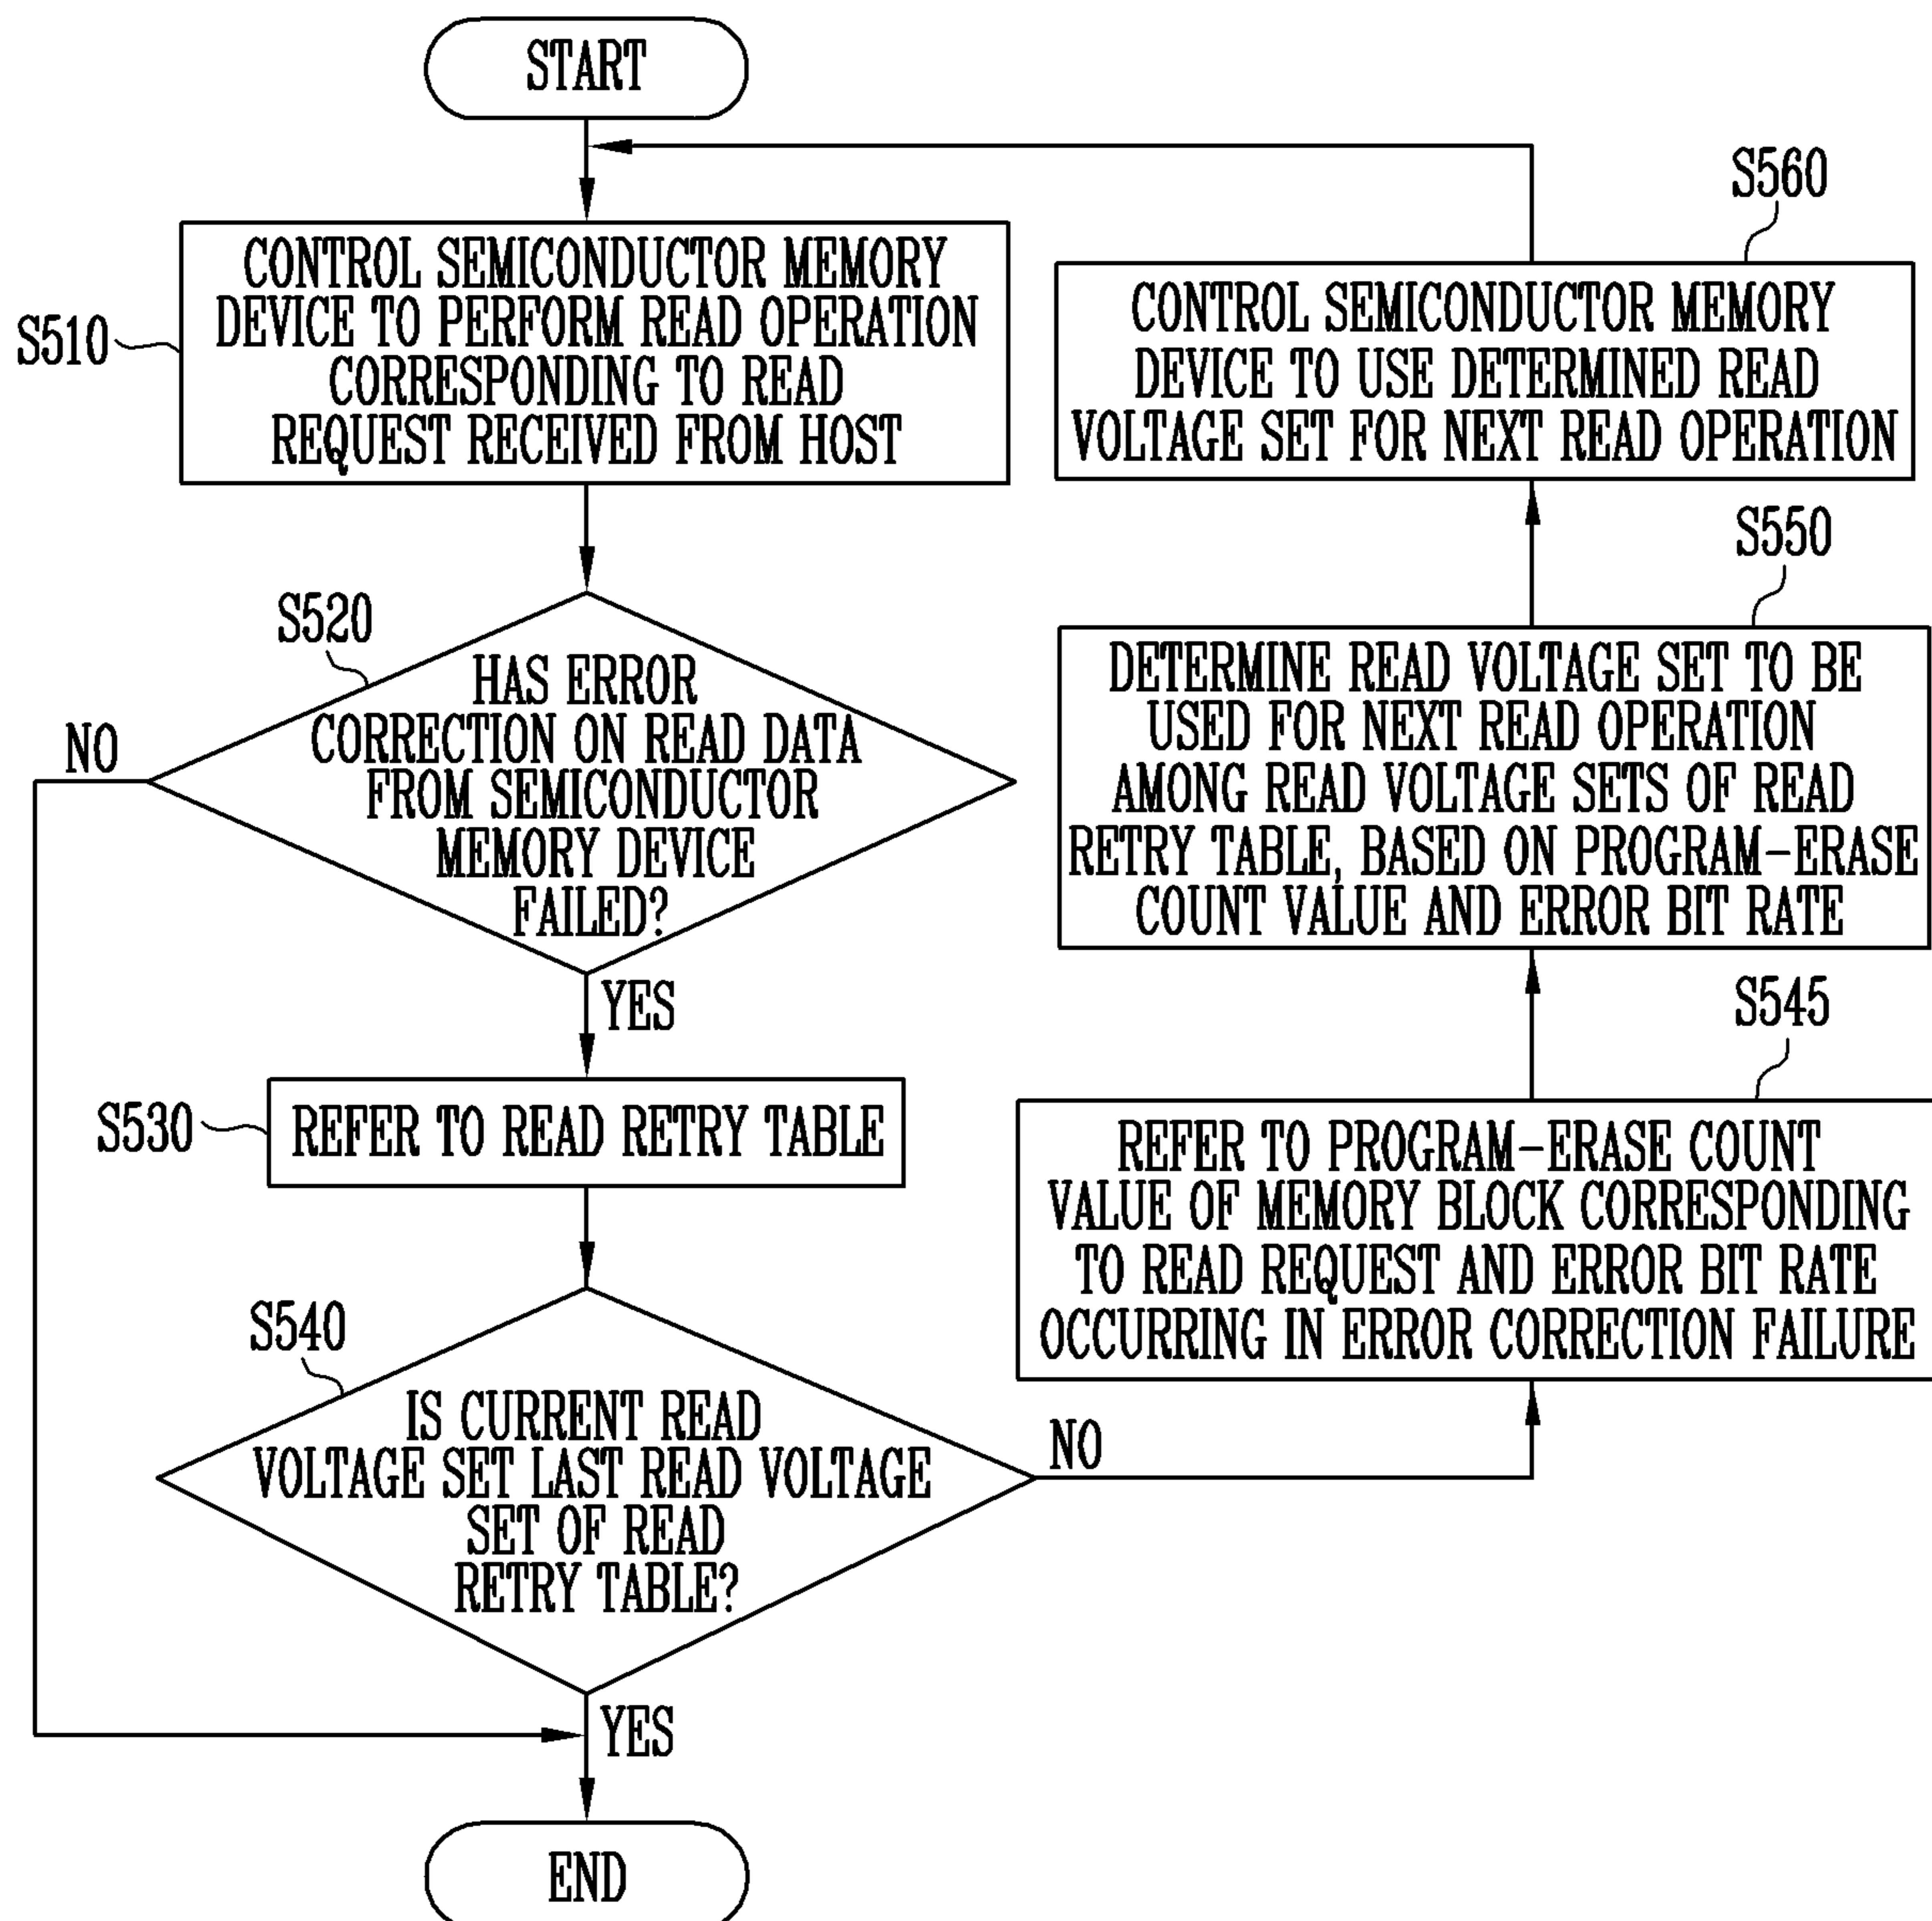 START
S510
CONTROL SEMICONDUCTOR MEMORY
DEVICE TO PERFORM READ OPERATION
CORRESPONDING TO READ
REQUEST RECEIVED FROM HOST
S520
HAS ERROR
CORRECTION ON READ DATA
FROM SEMICONDUCTOR
MEMORY DEVICE
FAILED?
NO
YES
S530
REFER TO READ RETRY TABLE
S540
IS CURRENT READ
VOLTAGE SET LAST READ VOLTAGE
SET OF READ
RETRY TABLE?
NO
YES
END
S545
REFER TO PROGRAM-ERASE COUNT
VALUE OF MEMORY BLOCK CORRESPONDING
TO READ REQUEST AND ERROR BIT RATE
OCCURRING IN ERROR CORRECTION FAILURE
S550
DETERMINE READ VOLTAGE SET TO BE
USED FOR NEXT READ OPERATION
AMONG READ VOLTAGE SETS OF READ
RETRY TABLE, BASED ON PROGRAM-ERASE
COUNT VALUE AND ERROR BIT RATE
S560
CONTROL SEMICONDUCTOR MEMORY
DEVICE TO USE DETERMINED READ
VOLTAGE SET FOR NEXT READ OPERATION